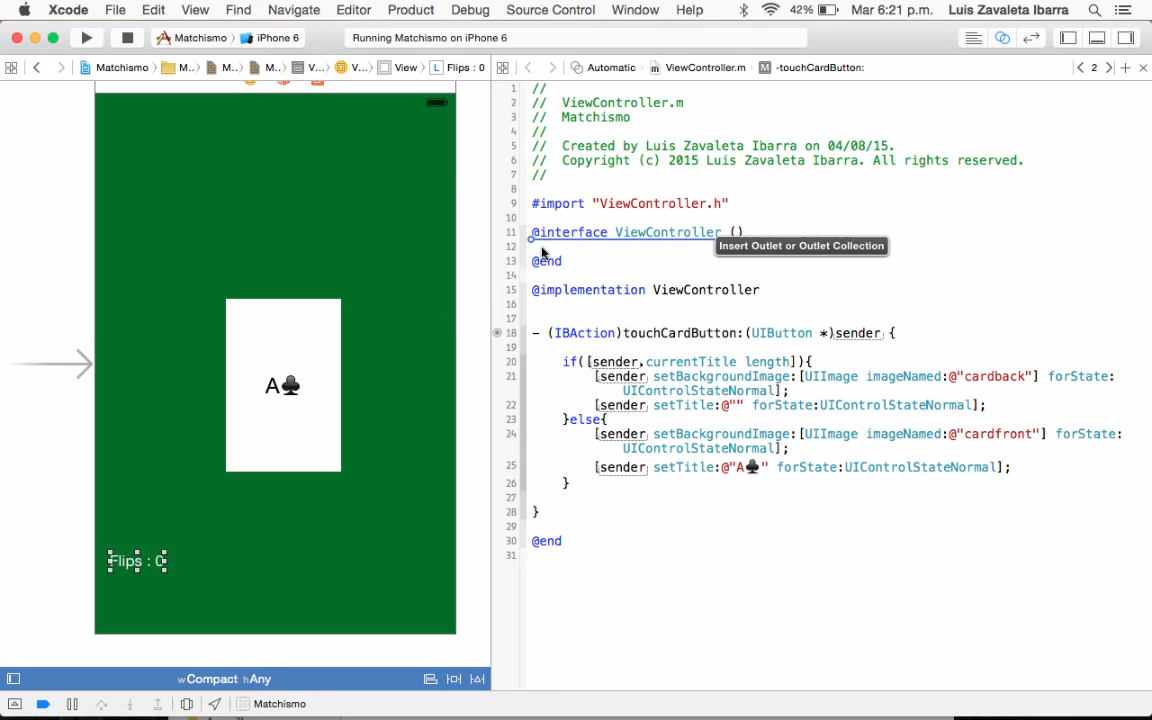 Xcode File Edit View Find Navigate Editor Product Debug Source Control Window Help 42% Mar 6:21 p.m. Luis Zavaleta Ibarra
Matchismo iPhone 6 Running Matchismo on iPhone 6
Matchismo M... M... M... V... V... View L Flips : 0 Automatic ViewController.m M -touchCardButton: 2
1 //
2 // ViewController.m
3 // Matchismo
4 //
5 // Created by Luis Zavaleta Ibarra on 04/08/15.
6 // Copyright (c) 2015 Luis Zavaleta Ibarra. All rights reserved.
7 //
8
9 #import "ViewController.h"
10
11 @interface ViewController ()
Insert Outlet or Outlet Collection
12
13 @end
14
15 @implementation ViewController
16
17
18 - (IBAction)touchCardButton:(UIButton *)sender {
19
20 if([sender.currentTitle length]){
21 [sender setBackgroundImage:[UIImage imageNamed:@"cardback"] forState:
UIControlStateNormal];
22 [sender setTitle:@"" forState:UIControlStateNormal];
23 }else{
24 [sender setBackgroundImage:[UIImage imageNamed:@"cardfront"] forState:
UIControlStateNormal];
25 [sender setTitle:@"A♣" forState:UIControlStateNormal];
26 }
27
28 }
29
30 @end
31
A♣
Flips : 0
wCompact hAny
Matchismo